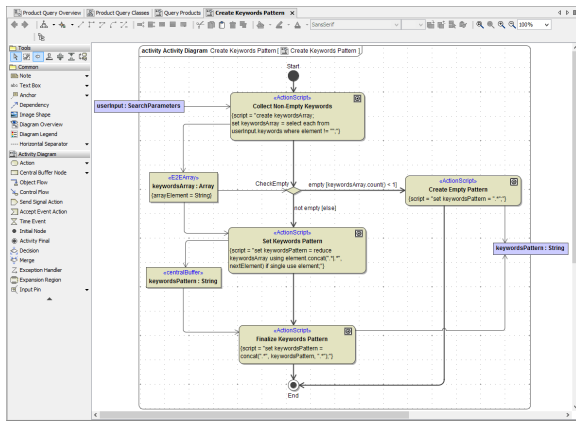 Product Query Overview
Product Query Classes
Query Products
Create Keywords Pattern
SansSerif
100%
Tools
Common
Note
abc Text Box
Anchor
Dependency
Image Shape
Diagram Overview
Diagram Legend
Horizontal Separator
Activity Diagram
Action
Central Buffer Node
Object Flow
Control Flow
Send Signal Action
Accept Event Action
Time Event
Initial Node
Activity Final
Decision
Merge
Exception Handler
Expansion Region
Input Pin
activity Activity Diagram Create Keywords Pattern [ Create Keywords Pattern ]
Start
userInput : SearchParameters
«ActionScript»
Collect Non Empty Keywords
{script = "create keywordsArray;
set keywordsArray = select each from
userInput.keywords where element != "";"}
«E2EArray»
keywordsArray : Array
{arrayElement = String}
CheckEmpty
empty [keywordsArray.count() < 1]
not empty [else]
«ActionScript»
Create Empty Pattern
{script = "set keywordsPattern = ".*";"}
«ActionScript»
Set Keywords Pattern
{script = "set keywordsPattern = reduce
keywordsArray using element concat(".*|.*",
nextElement) if single use element;"}
keywordsPattern : String
«centralBuffer»
keywordsPattern : String
«ActionScript»
Finalize Keywords Pattern
{script = "set keywordsPattern =
concat(".*", keywordsPattern, ".*");"}
End